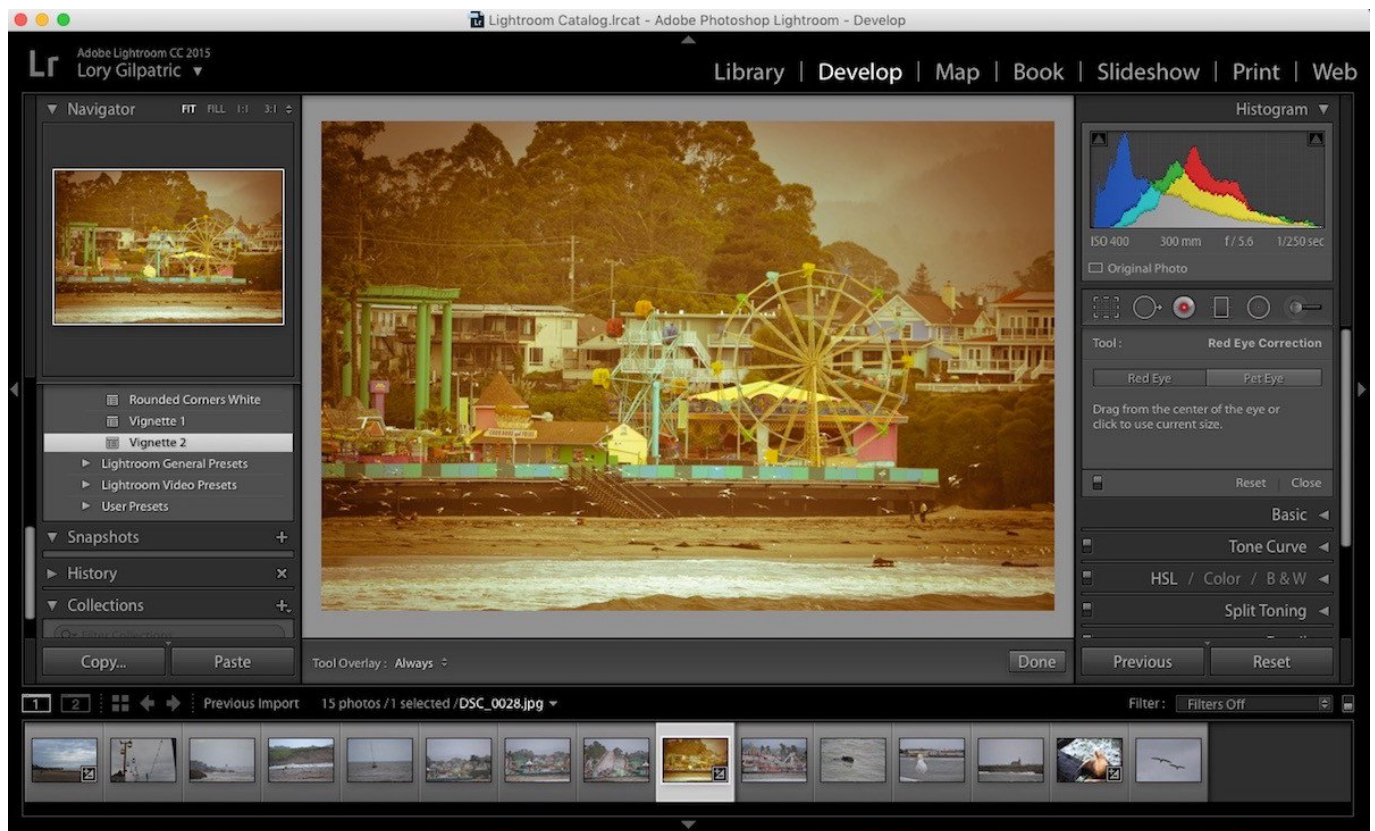 Lightroom Catalog.lrcat - Adobe Photoshop Lightroom - Develop
Lr
Adobe Lightroom CC 2015
Lory Gilpatric
Library | Develop | Map | Book | Slideshow | Print | Web
Navigator FIT FILL 1:1 3:1
Rounded Corners White
Vignette 1
Vignette 2
Lightroom General Presets
Lightroom Video Presets
User Presets
Snapshots +
History x
Collections +
Filter Collections
Copy... Paste
Tool Overlay : Always
Done
Histogram
ISO 400 300 mm f / 5.6 1/250 sec
Original Photo
Tool : Red Eye Correction
Red Eye Pet Eye
Drag from the center of the eye or
click to use current size.
Reset Close
Basic
Tone Curve
HSL / Color / B & W
Split Toning
Previous Reset
1 2 Previous Import 15 photos / 1 selected / DSC_0028.jpg
Filter : Filters Off